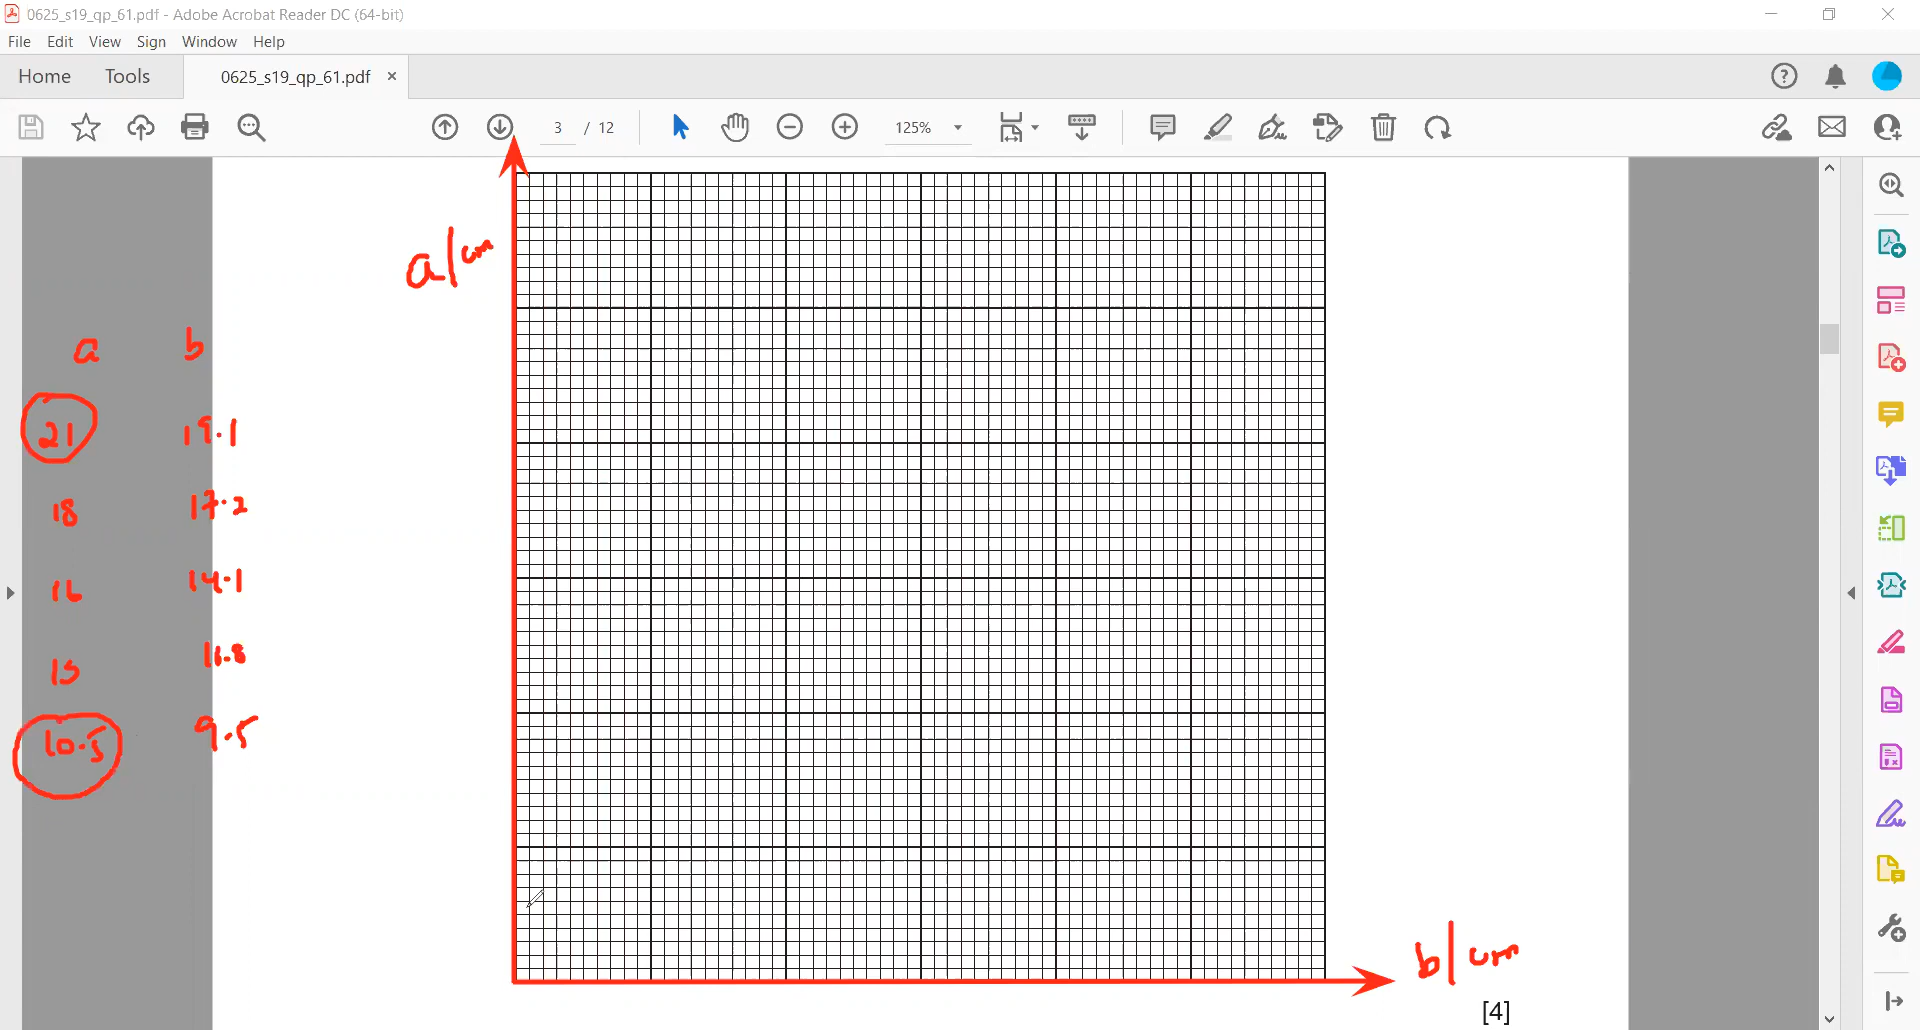 0625_s19_qp_61.pdf - Adobe Acrobat Reader DC (64-bit)
File Edit View Sign Window Help
Home Tools 0625_s19_qp_61.pdf ×
3 / 12 125%
a/cm
a b
21 19.1
18 17.2
16 14.1
15 11.8
10.5 9.5
b/cm
[4]